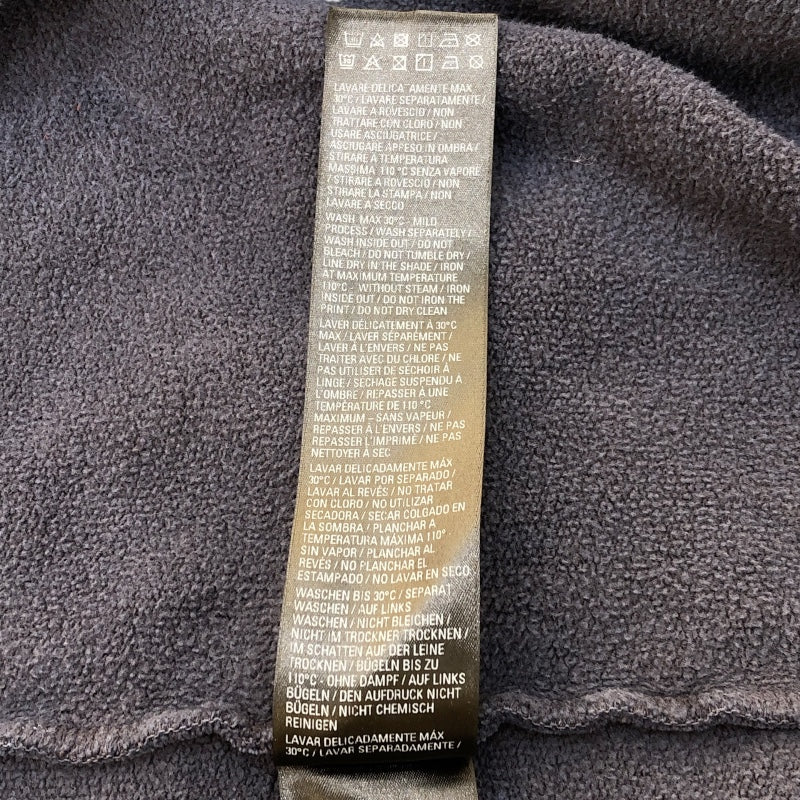 LAVARE DELICATAMENTE MAX
30°C / LAVARE SEPARATAMENTE /
LAVARE A ROVESCIO / NON
TRATTARE CON CLORO / NON
USARE ASCIUGATRICE /
ASCIUGARE APPESO IN OMBRA /
STIRARE A TEMPERATURA
MASSIMA 110 °C SENZA VAPORE
/ STIRARE A ROVESCIO / NON
STIRARE LA STAMPA / NON
LAVARE A SECCO
WASH MAX 30°C - MILD
PROCESS / WASH SEPARATELY /
WASH INSIDE OUT / DO NOT
BLEACH / DO NOT TUMBLE DRY /
LINE DRY IN THE SHADE / IRON
AT MAXIMUM TEMPERATURE
110°C - WITHOUT STEAM / IRON
INSIDE OUT / DO NOT IRON THE
PRINT / DO NOT DRY CLEAN
LAVER DÉLICATEMENT À 30°C
MAX / LAVER SÉPARÉMENT /
LAVER À L'ENVERS / NE PAS
TRAITER AVEC DU CHLORE / NE
PAS UTILISER DE SÉCHOIR À
LINGE / SECHAGE SUSPENDU À
L'OMBRE / REPASSER À UNE
TEMPÉRATURE DE 110 °C
MAXIMUM – SANS VAPEUR /
REPASSER À L'ENVERS / NE PAS
REPASSER L'IMPRIMÉ / NE PAS
NETTOYER À SEC
LAVAR DELICADAMENTE MÁX
30°C / LAVAR POR SEPARADO /
LAVAR AL REVÉS / NO TRATAR
CON CLORO / NO UTILIZAR
SECADORA / SECAR COLGADO EN
LA SOMBRA / PLANCHAR A
TEMPERATURA MÁXIMA 110° -
SIN VAPOR / PLANCHAR AL
REVÉS / NO PLANCHAR EL
ESTAMPADO / NO LAVAR EN SECO
WASCHEN BIS 30°C / SEPARAT
WASCHEN / AUF LINKS
WASCHEN / NICHT BLEICHEN /
NICHT IM TROCKNER TROCKNEN /
IM SCHATTEN AUF DER LEINE
TROCKNEN / BÜGELN BIS ZU
110°C - OHNE DAMPF / AUF LINKS
BÜGELN / DEN AUFDRUCK NICHT
BÜGELN / NICHT CHEMISCH
REINIGEN
LAVAR DELICADAMENTE MÁX
30°C / LAVAR SEPARADAMENTE /